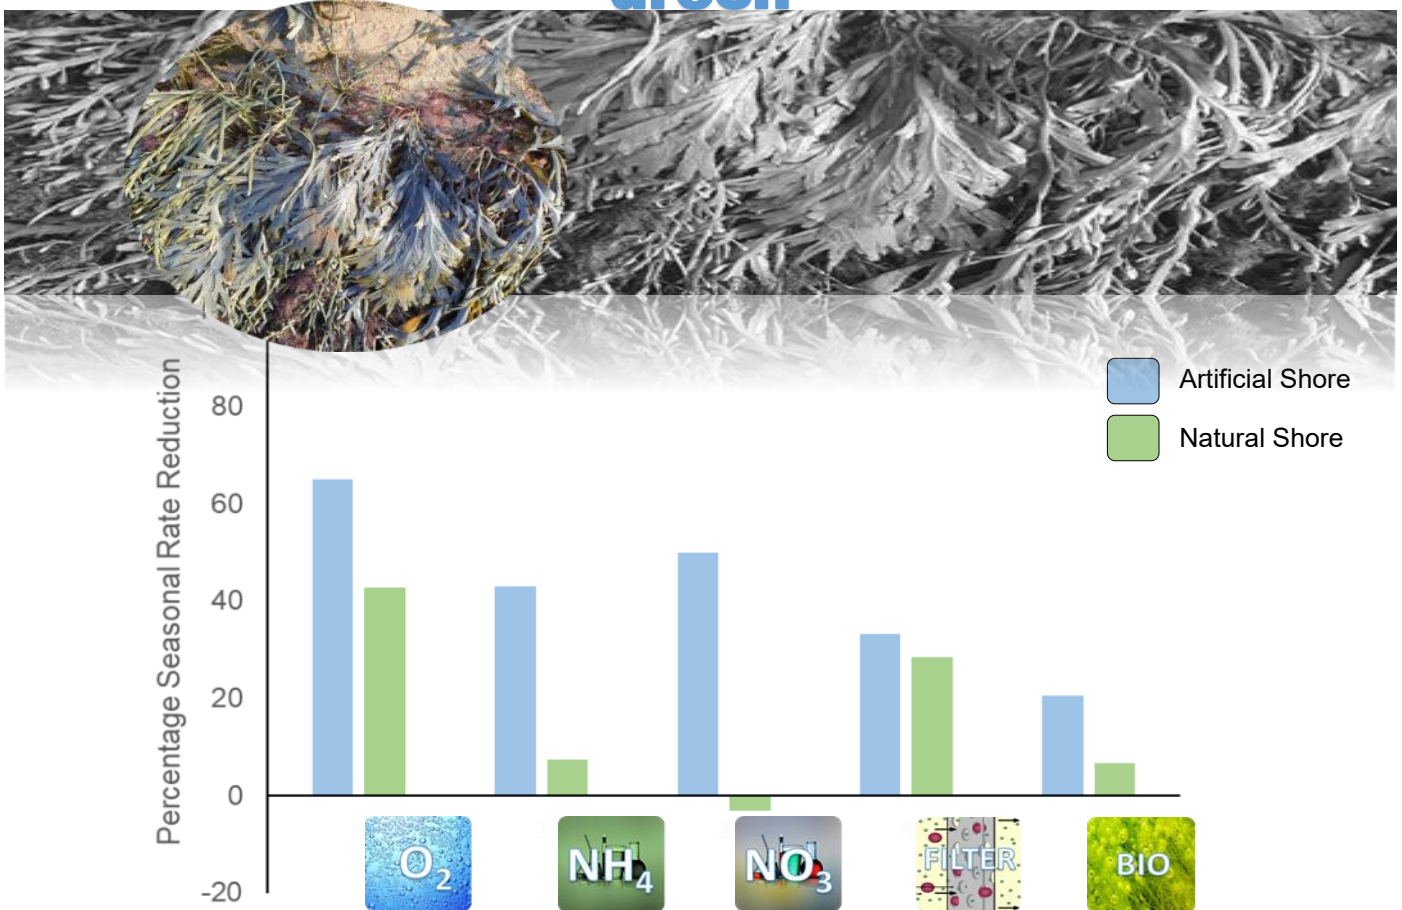 Green
Artificial Shore
Natural Shore
Percentage Seasonal Rate Reduction
80
60
40
20
0
-20
O₂
NH₄
NO₃
FILTER
BIO